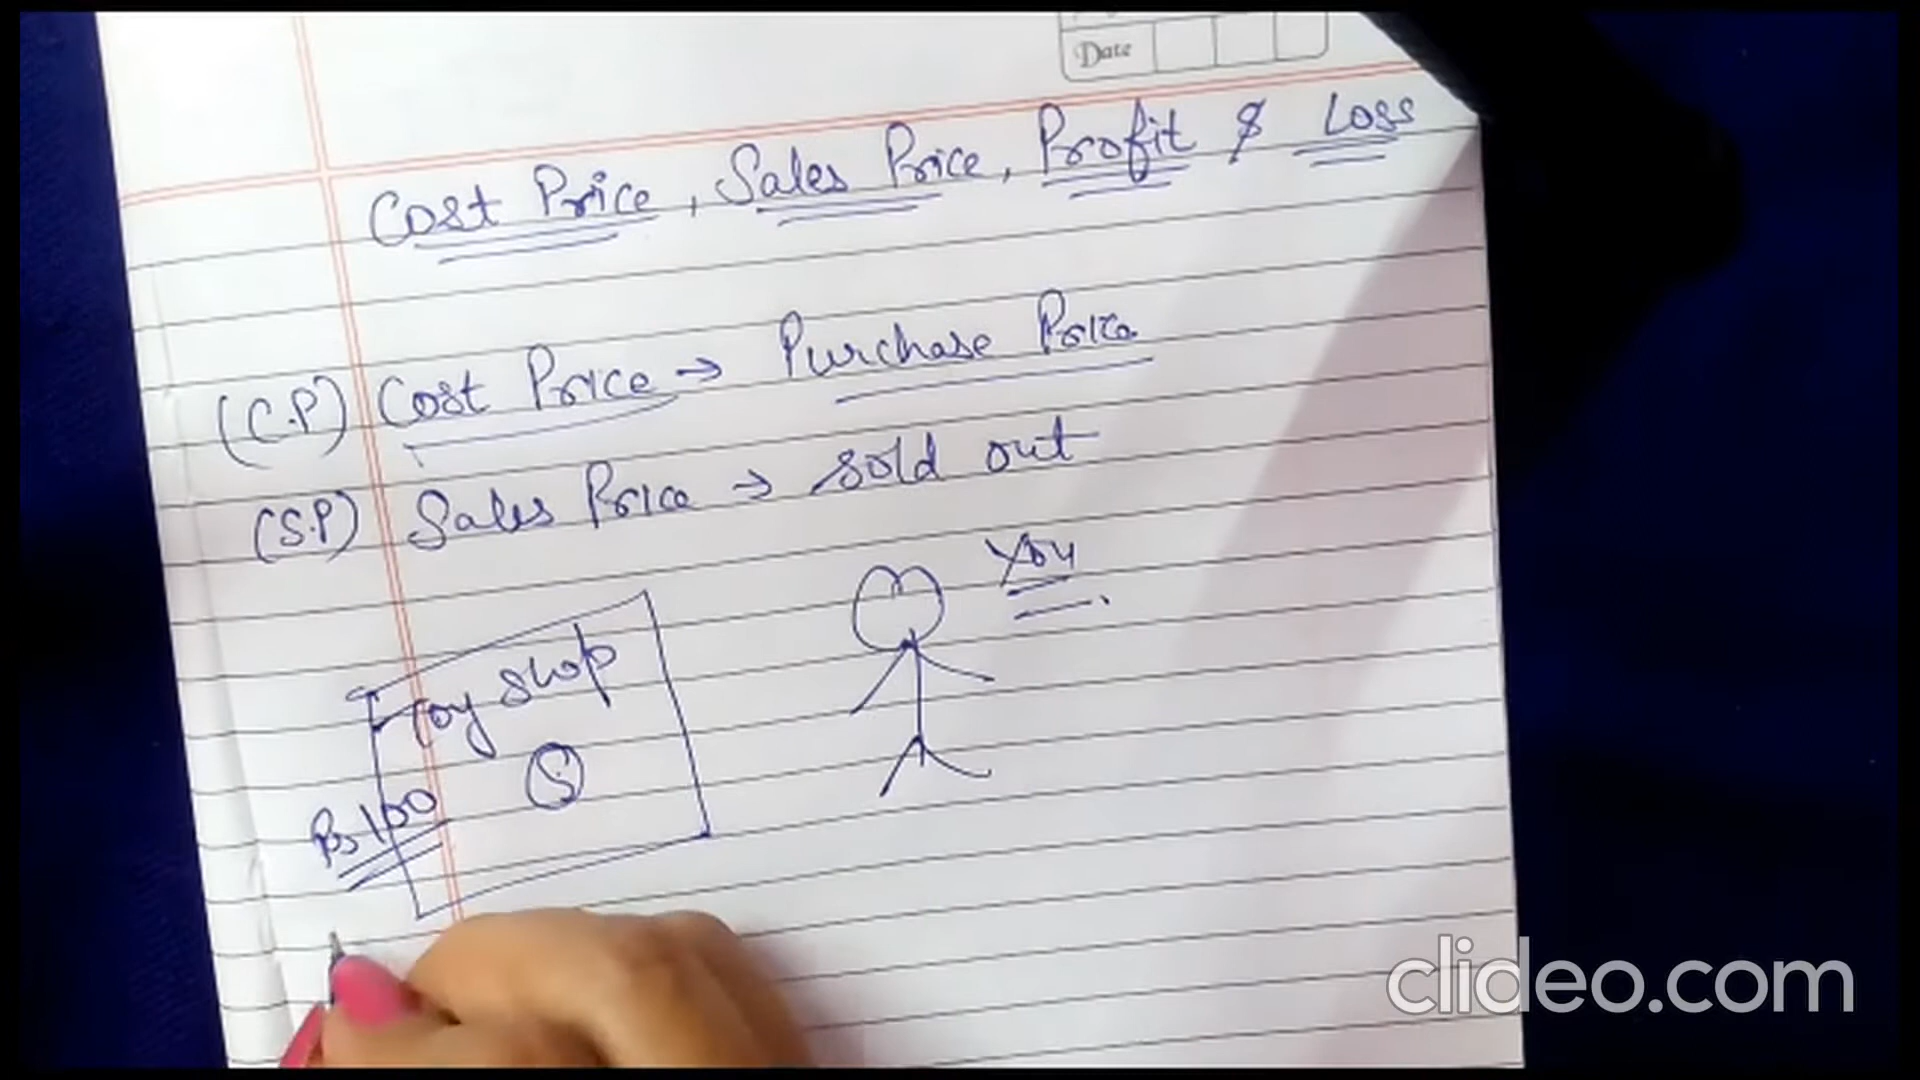 Date
Cost Price, Sales Price, Profit & Loss
(C.P) Cost Price → Purchase Price
(S.P) Sales Price → sold out
You
Toy shop
S
Rs 100
clideo.com